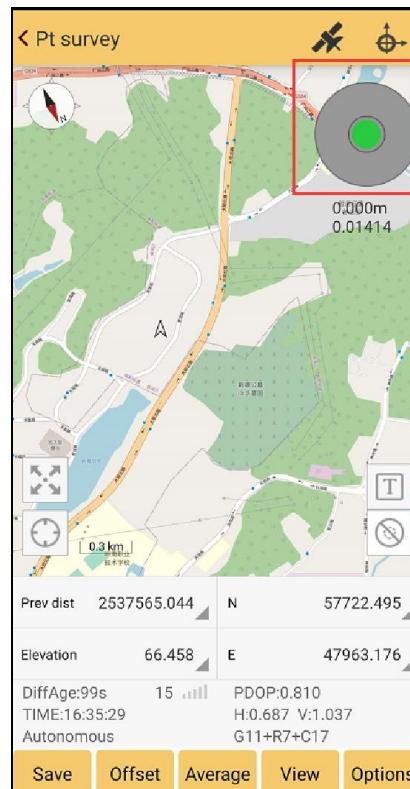 Pt survey
G324
N
0.000m
0.01414
T
0.3 km
Prev dist 2537565.044 N 57722.495
Elevation 66.458 E 47963.176
DiffAge:99s 15 PDOP:0.810
TIME:16:35:29 H:0.687 V:1.037
Autonomous G11+R7+C17
Save Offset Average View Options